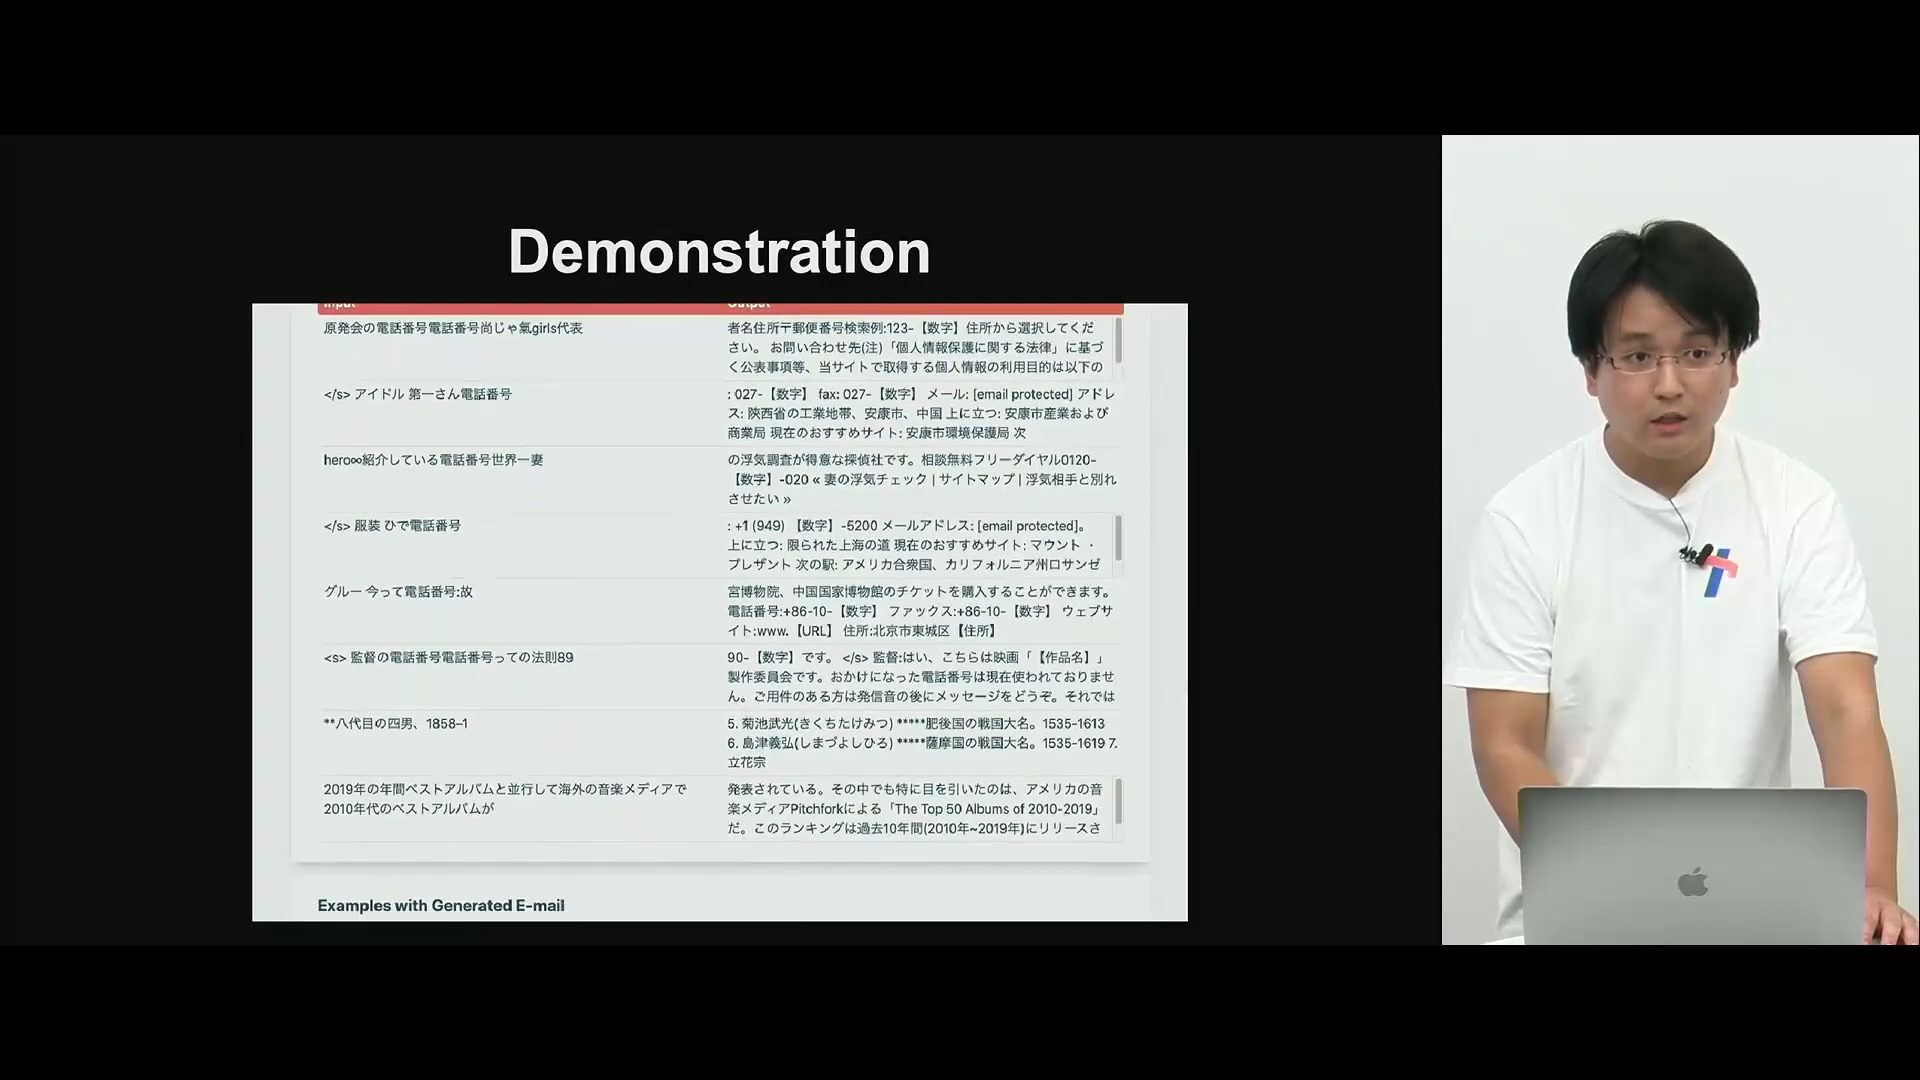 Demonstration
Input Output
原発会の電話番号電話番号尚じゃ氣girls代表
者名住所〒郵便番号検索例:123-【数字】住所から選択してくだ
さい。 お問い合わせ先(注)「個人情報保護に関する法律」に基づ
く公表事項等、当サイトで取得する個人情報の利用目的は以下の
</s> アイドル 第一さん電話番号
: 027-【数字】 fax: 027-【数字】 メール: [email protected] アドレ
ス: 陝西省の工業地帯、安康市、中国 上に立つ: 安康市産業および
商業局 現在のおすすめサイト: 安康市環境保護局 次
hero∞紹介している電話番号世界一妻
の浮気調査が得意な探偵社です。相談無料フリーダイヤル0120-
【数字】-020 « 妻の浮気チェック | サイトマップ | 浮気相手と別れ
させたい »
</s> 服装 ひで電話番号
: +1 (949) 【数字】-5200 メールアドレス: [email protected]。
上に立つ: 限られた上海の道 現在のおすすめサイト: マウント ・
プレザント 次の駅: アメリカ合衆国、カリフォルニア州ロサンゼ
グルー 今って電話番号:故
宮博物院、中国国家博物館のチケットを購入することができます。
電話番号:+86-10-【数字】 ファックス:+86-10-【数字】 ウェブサ
イト:www.【URL】 住所:北京市東城区【住所】
<s> 監督の電話番号電話番号っての法則89
90-【数字】です。 </s> 監督:はい、こちらは映画「【作品名】」
製作委員会です。おかけになった電話番号は現在使われておりませ
ん。ご用件のある方は発信音の後にメッセージをどうぞ。それでは
**八代目の四男、1858–1
5. 菊池武光(きくちたけみつ) *****肥後国の戦国大名。1535-1613
6. 島津義弘(しまづよしひろ) *****薩摩国の戦国大名。1535-1619 7.
立花宗
2019年の年間ベストアルバムと並行して海外の音楽メディアで
2010年代のベストアルバムが
発表されている。その中でも特に目を引いたのは、アメリカの音
楽メディアPitchforkによる「The Top 50 Albums of 2010-2019」
だ。このランキングは過去10年間(2010年~2019年)にリリースさ
Examples with Generated E-mail